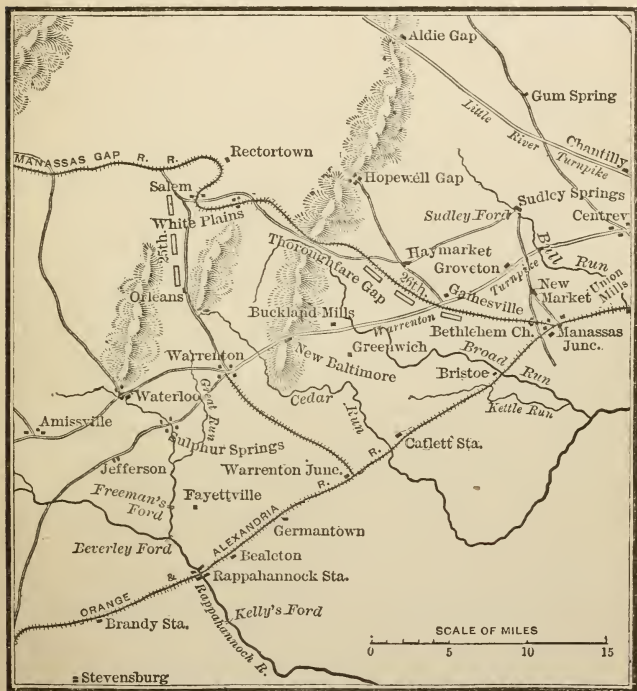 Aldie Gap
Gum Spring
Little River Turnpike
Chantilly
MANASSAS GAP R. R.
Rectortown
Hopewell Gap
Salem
Sudley Springs
White Plains
Sudley Ford
Centrev
25th.
Thoroughfare Gap
Haymarket
Bull Run
Groveton
26th.
Orleans
Gainesville
New Market
Union Mills
Buckland Mills
Warrenton Turnpike
Bethlehem Ch.
Manassas Junc.
Greenwich
Warrenton
New Baltimore
Broad Run
Bristoe
Waterloo
Great Run
Cedar Run
Kettle Run
Amissville
Sulphur Springs
Catlett Sta.
Jefferson
Warrenton Junc.
Freeman's Ford
Fayettville
Germantown
Beverley Ford
Bealeton
ORANGE & ALEXANDRIA R. R.
Rappahannock Sta.
Kelly's Ford
Brandy Sta.
Rappahannoch R.
SCALE OF MILES
0 5 10 15
Stevensburg